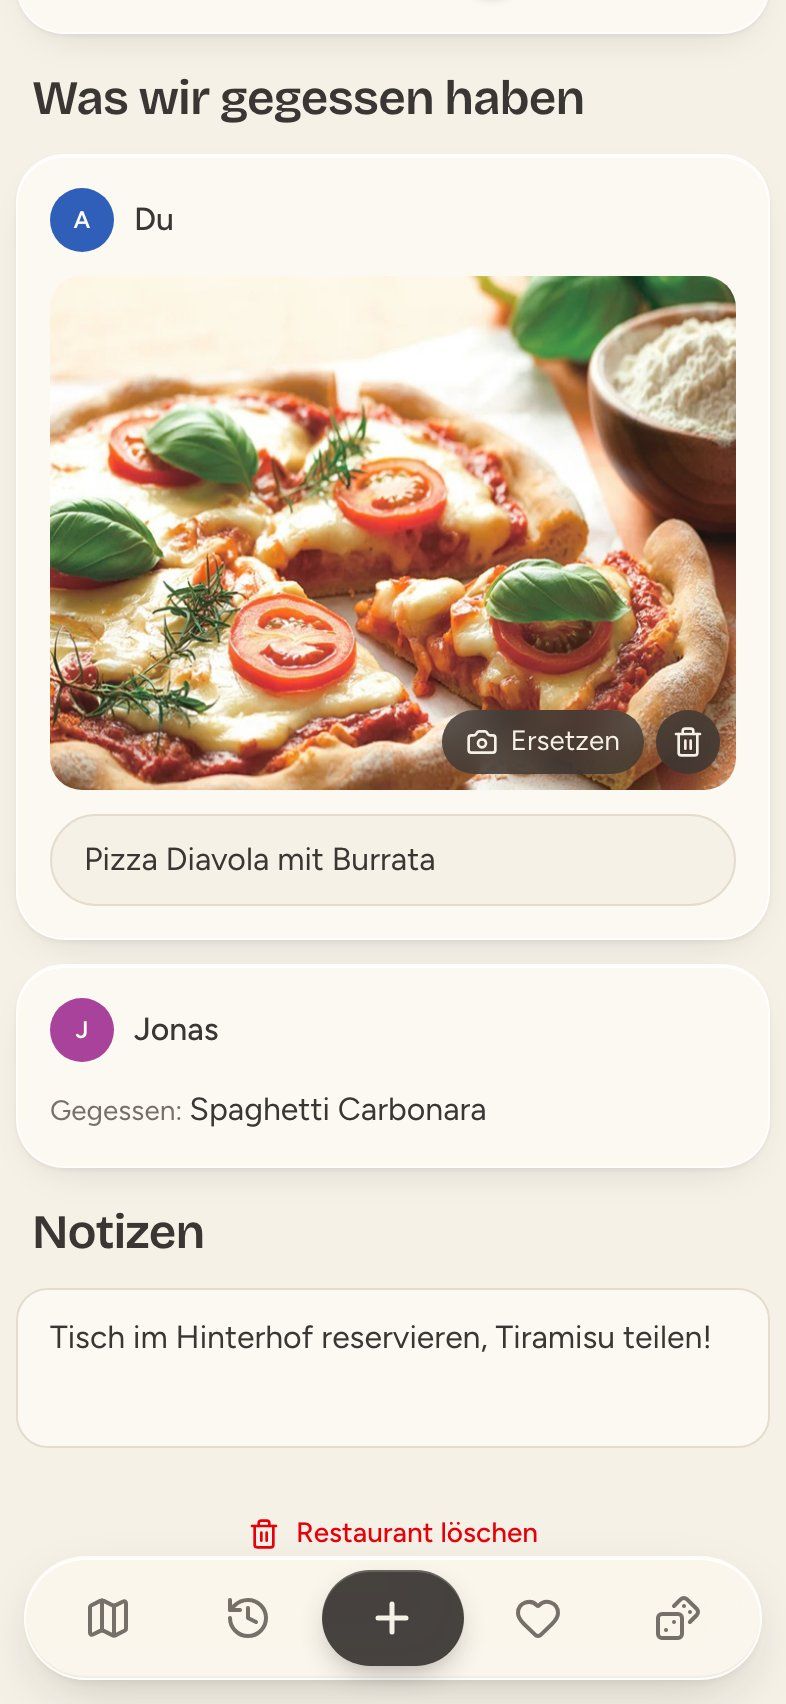 Was wir gegessen haben
A Du
Ersetzen
Pizza Diavola mit Burrata
J Jonas
Gegessen: Spaghetti Carbonara
Notizen
Tisch im Hinterhof reservieren, Tiramisu teilen!
Restaurant löschen